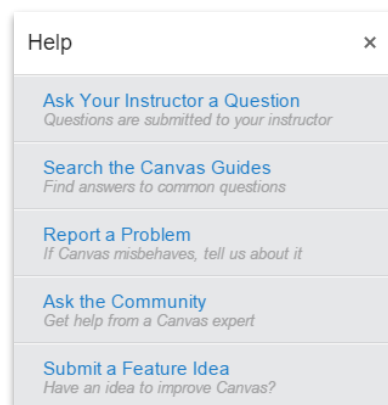 Help ×
Ask Your Instructor a Question
Questions are submitted to your instructor
Search the Canvas Guides
Find answers to common questions
Report a Problem
If Canvas misbehaves, tell us about it
Ask the Community
Get help from a Canvas expert
Submit a Feature Idea
Have an idea to improve Canvas?